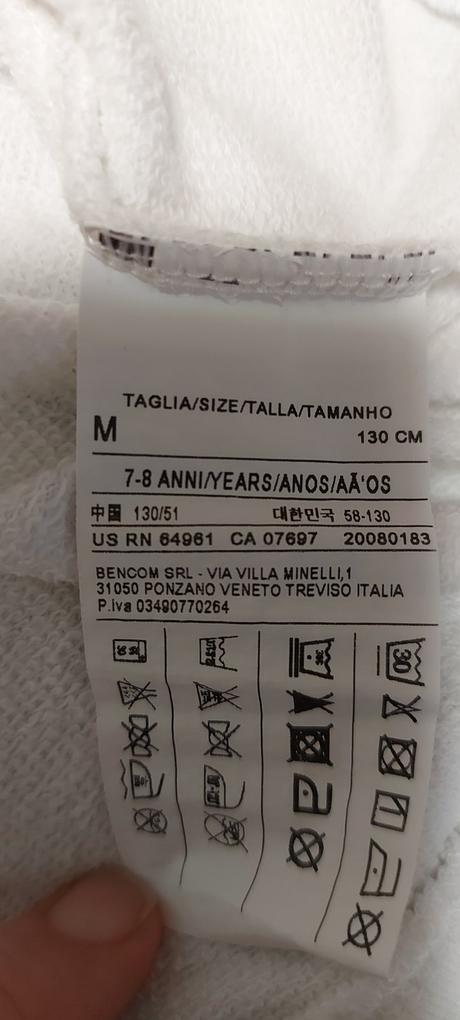 TAGLIA/SIZE/TALLA/TAMANHO
M 130 CM
7-8 ANNI/YEARS/ANOS/AÃ'OS
中国 130/51 대한민국 58-130
US RN 64961 CA 07697 20080183
BENCOM SRL - VIA VILLA MINELLI,1
31050 PONZANO VENETO TREVISO ITALIA
P.iva 03490770264
30